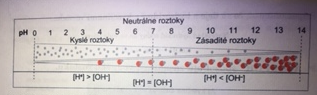 Neutrálne roztoky
pH 0 1 2 3 4 5 6 7 8 9 10 11 12 13 14
Kyslé roztoky Zásadité roztoky
[H⁺] > [OH⁻] [H⁺] = [OH⁻] [H⁺] < [OH⁻]